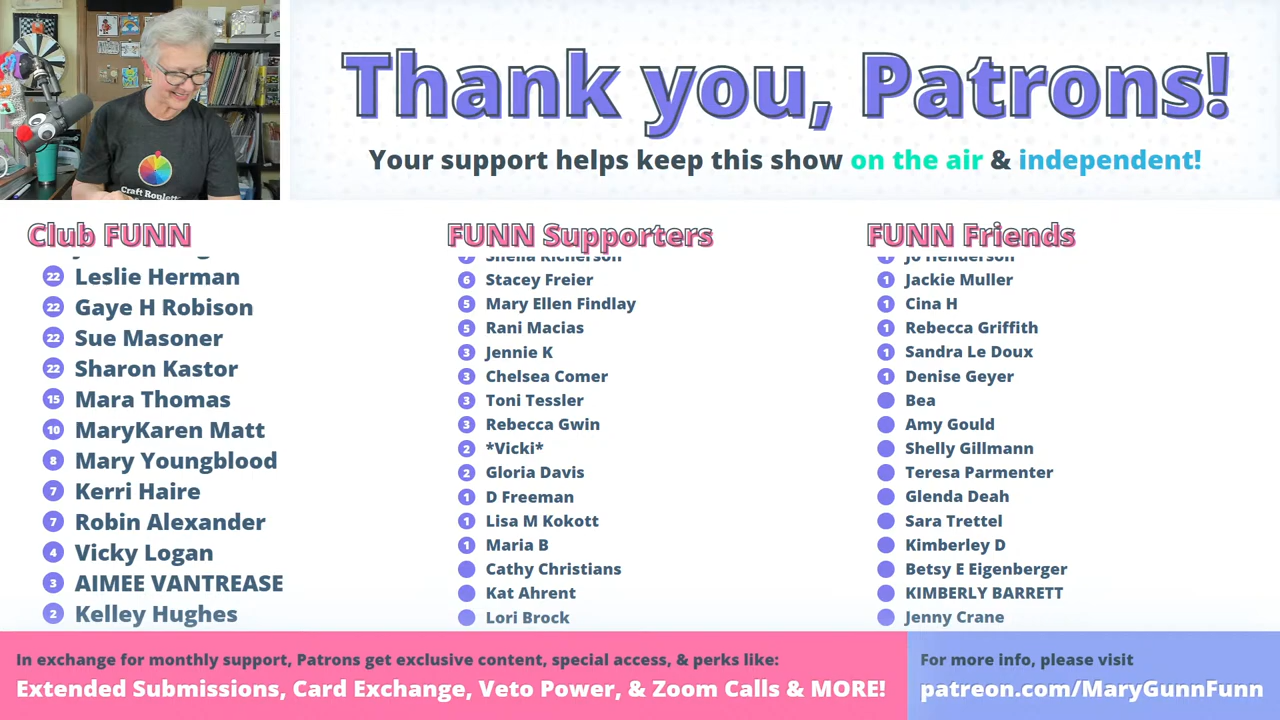 Thank you, Patrons!
Your support helps keep this show on the air & independent!
Craft Roulette
Club FUNN
22 Leslie Herman
22 Gaye H Robison
22 Sue Masoner
22 Sharon Kastor
15 Mara Thomas
10 MaryKaren Matt
8 Mary Youngblood
7 Kerri Haire
7 Robin Alexander
4 Vicky Logan
3 AIMEE VANTREASE
2 Kelley Hughes
FUNN Supporters
7 Sheila Richerson
6 Stacey Freier
5 Mary Ellen Findlay
5 Rani Macias
3 Jennie K
3 Chelsea Comer
3 Toni Tessler
3 Rebecca Gwin
2 *Vicki*
2 Gloria Davis
1 D Freeman
1 Lisa M Kokott
1 Maria B
Cathy Christians
Kat Ahrent
Lori Brock
FUNN Friends
1 Jo Henderson
1 Jackie Muller
1 Cina H
1 Rebecca Griffith
1 Sandra Le Doux
1 Denise Geyer
Bea
Amy Gould
Shelly Gillmann
Teresa Parmenter
Glenda Deah
Sara Trettel
Kimberley D
Betsy E Eigenberger
KIMBERLY BARRETT
Jenny Crane
In exchange for monthly support, Patrons get exclusive content, special access, & perks like:
Extended Submissions, Card Exchange, Veto Power, & Zoom Calls & MORE!
For more info, please visit
patreon.com/MaryGunnFunn